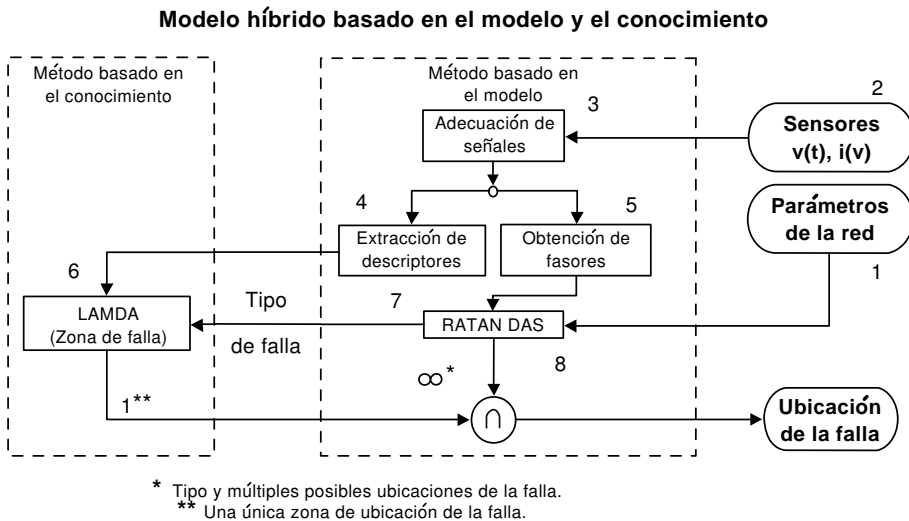 Modelo híbrido basado en el modelo y el conocimiento
Método basado en
el conocimiento
Método basado en
el modelo
3
2
Adecuación de
señales
Sensores
v(t), i(v)
4
5
Parámetros
de la red
Extracción de
descriptores
Obtención de
fasores
6
1
LAMDA
(Zona de falla)
Tipo
de falla
7
RATAN DAS
8
∞*
1**
∩
Ubicación
de la falla
* Tipo y múltiples posibles ubicaciones de la falla.
** Una única zona de ubicación de la falla.